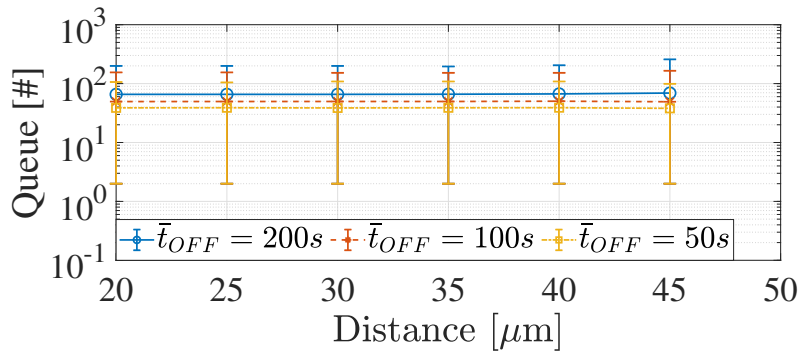 Queue [#]
10^3
10^2
10^1
10^0
10^-1
t̄_OFF = 200s t̄_OFF = 100s t̄_OFF = 50s
20 25 30 35 40 45 50
Distance [μm]